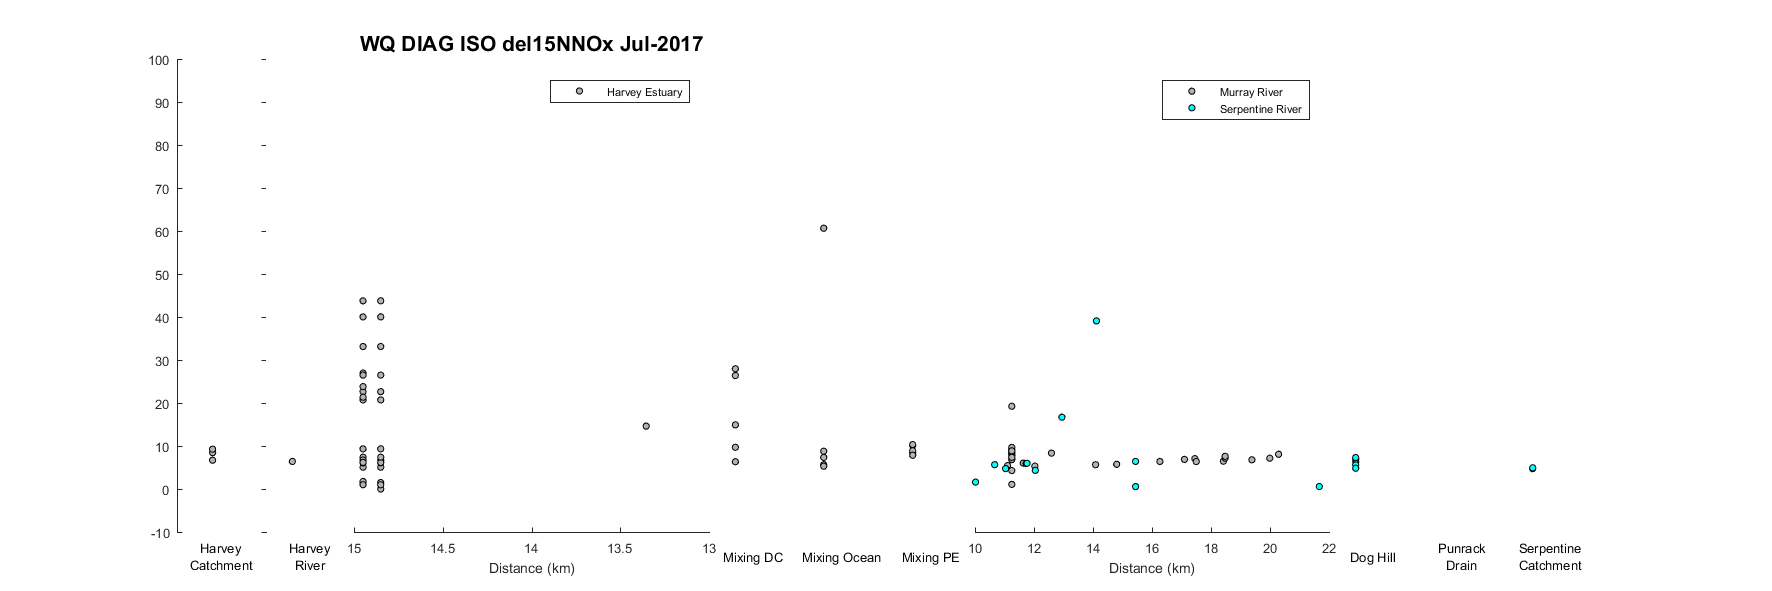 WQ DIAG ISO del15NNOx Jul-2017
100
90
80
70
60
50
40
30
20
10
0
-10
Harvey Estuary
Murray River
Serpentine River
Harvey
Catchment
Harvey
River
15
14.5
14
13.5
13
Distance (km)
Mixing DC
Mixing Ocean
Mixing PE
10
12
14
16
18
20
22
Distance (km)
Dog Hill
Punrack
Drain
Serpentine
Catchment